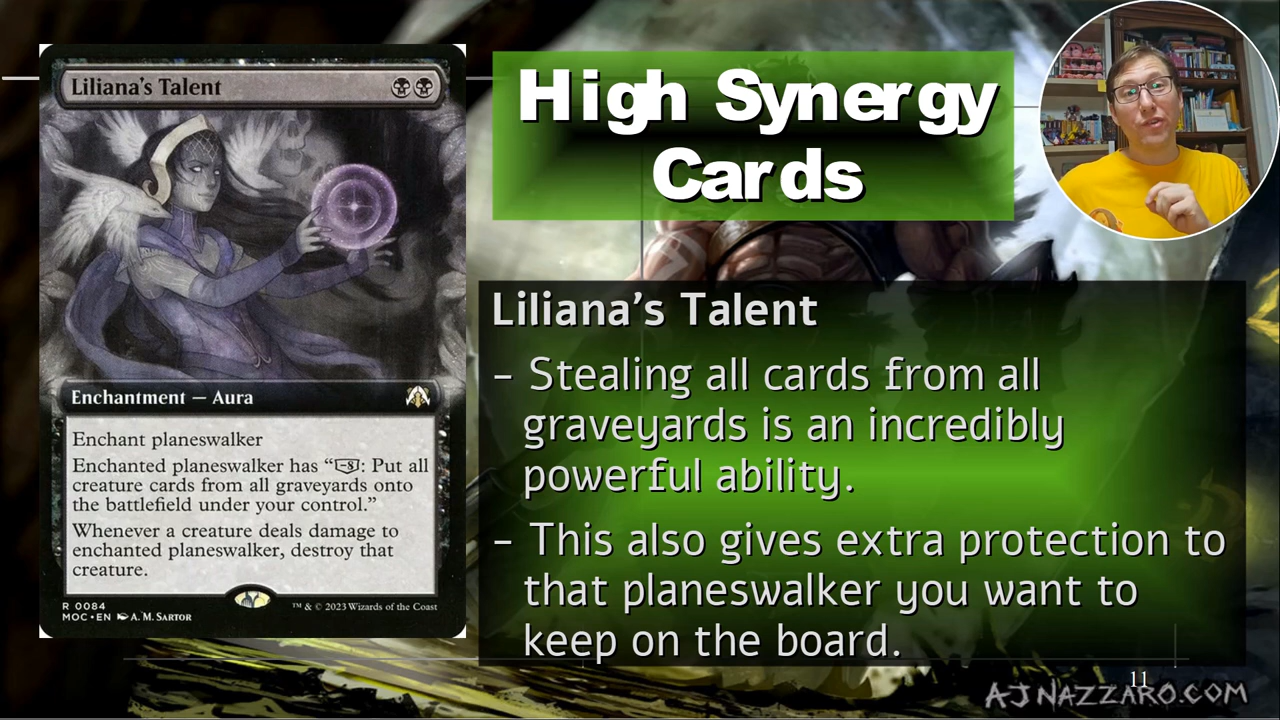 Liliana's Talent
Enchantment — Aura
Enchant planeswalker
Enchanted planeswalker has “-8: Put all
creature cards from all graveyards onto
the battlefield under your control.”
Whenever a creature deals damage to
enchanted planeswalker, destroy that
creature.
R 0084
MOC • EN A. M. SARTOR
™ & © 2023 Wizards of the Coast
High Synergy
Cards
Liliana’s Talent
– Stealing all cards from all
graveyards is an incredibly
powerful ability.
– This also gives extra protection to
that planeswalker you want to
keep on the board.
11
AJNAZZARO.COM